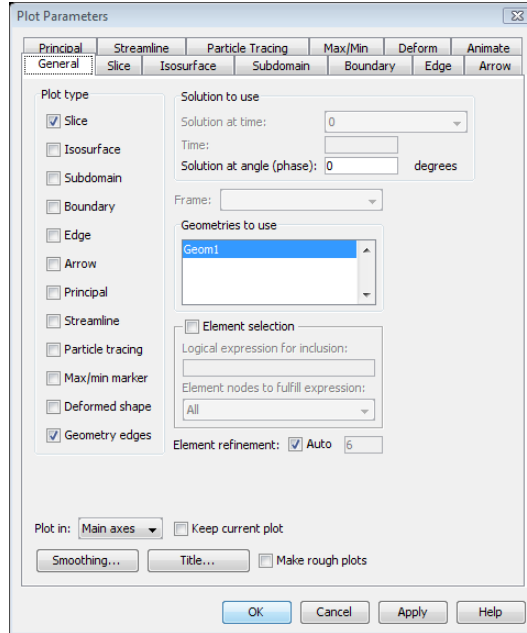 Plot Parameters
Principal Streamline Particle Tracing Max/Min Deform Animate
General Slice Isosurface Subdomain Boundary Edge Arrow
Plot type
Slice
Isosurface
Subdomain
Boundary
Edge
Arrow
Principal
Streamline
Particle tracing
Max/min marker
Deformed shape
Geometry edges
Solution to use
Solution at time: 0
Time:
Solution at angle (phase): 0 degrees
Frame:
Geometries to use
Geom1
Element selection
Logical expression for inclusion:
Element nodes to fulfill expression:
All
Element refinement: Auto 6
Plot in: Main axes Keep current plot
Smoothing... Title... Make rough plots
OK Cancel Apply Help